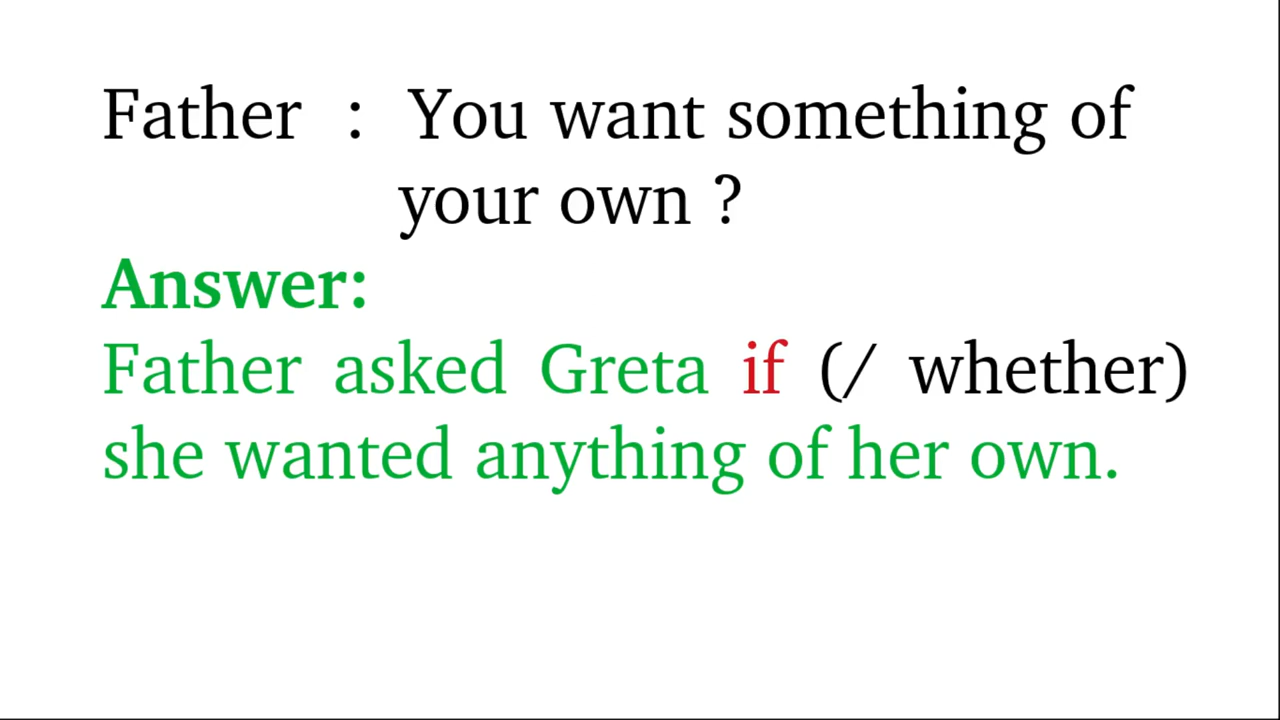 Father : You want something of
your own ?
Answer:
Father asked Greta if (/ whether)
she wanted anything of her own.